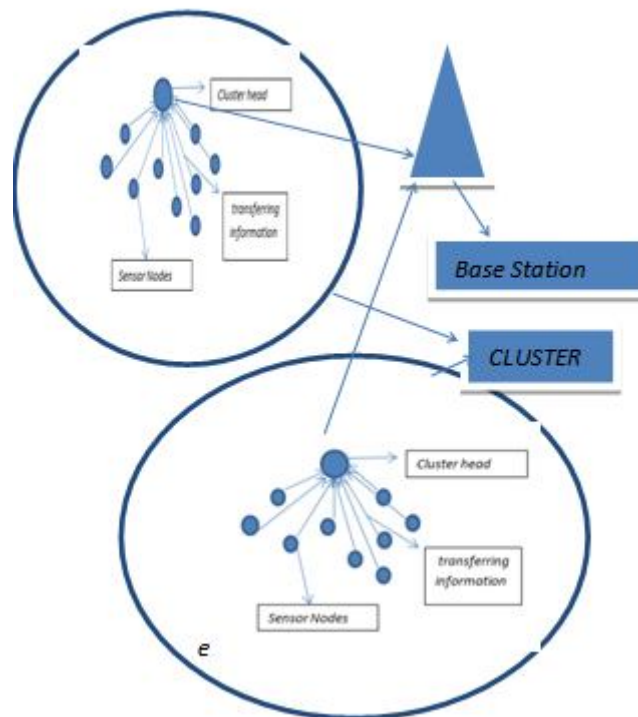 Cluster head
transferring
information
Sensor Nodes
Base Station
CLUSTER
Cluster head
transferring
information
Sensor Nodes
e